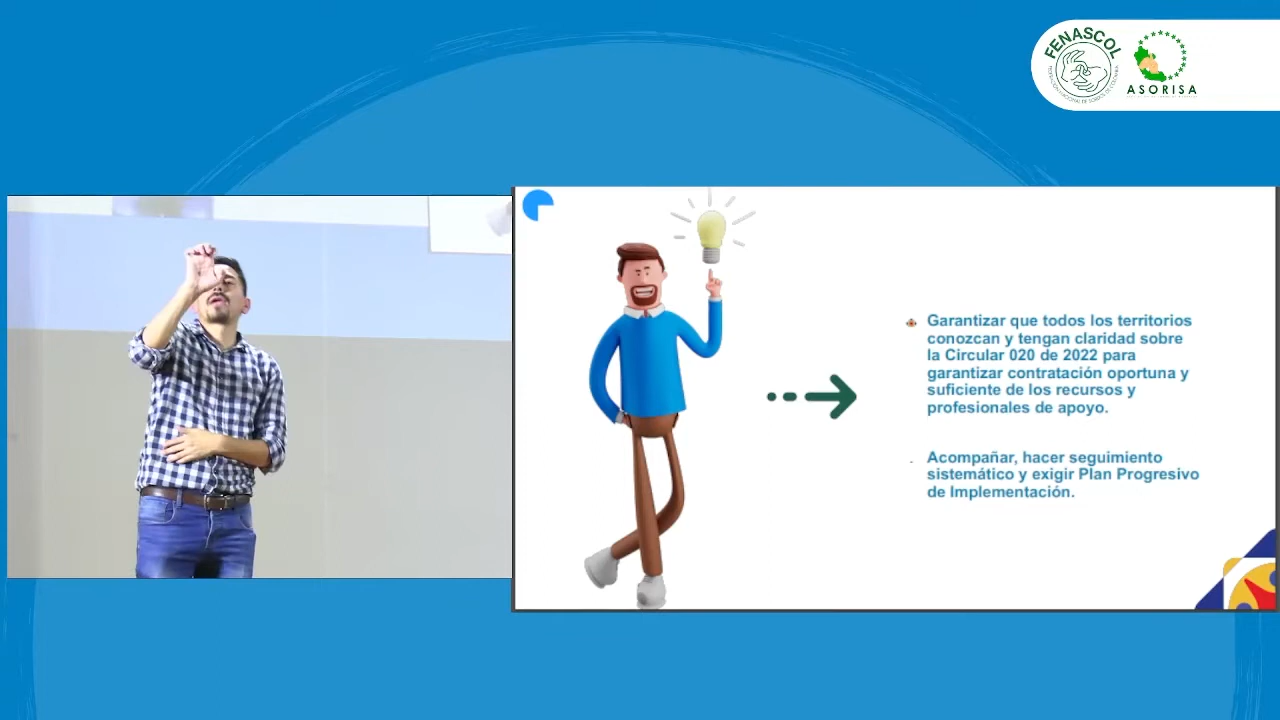 FENASCOL
ASORISA
Garantizar que todos los territorios
conozcan y tengan claridad sobre
la Circular 020 de 2022 para
garantizar contratación oportuna y
suficiente de los recursos y
profesionales de apoyo.
Acompañar, hacer seguimiento
sistemático y exigir Plan Progresivo
de Implementación.